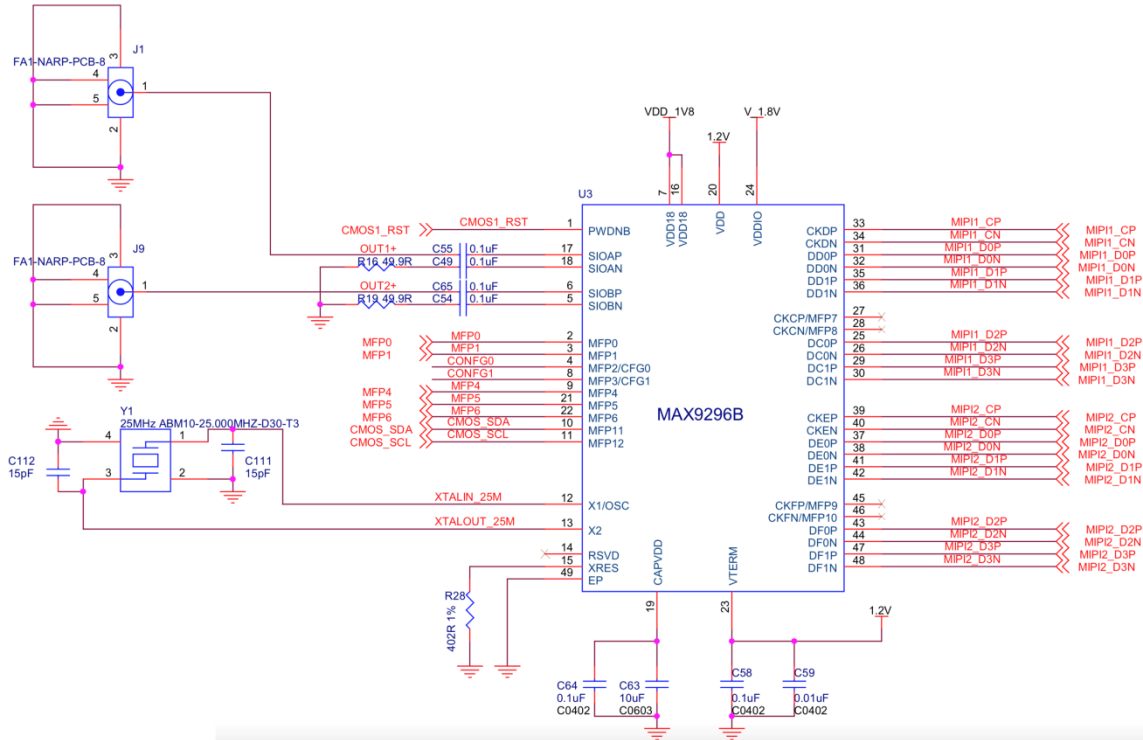 J1
FA1-NARP-PCB-8
3
4
5
1
2
J9
FA1-NARP-PCB-8
3
4
5
1
2
VDD_1V8
1.2V
V_1.8V
U3
7
16
20
24
VDD18
VDD18
VDD
VDDIO
CMOS1_RST
CMOS1_RST
1
PWDNB
OUT1+
C55
0.1uF
17
SIOAP
R16 49.9R
C49
0.1uF
18
SIOAN
OUT2+
C65
0.1uF
6
SIOBP
R19 49.9R
C54
0.1uF
5
SIOBN
MFP0
MFP0
2
MFP0
MFP1
MFP1
3
MFP1
CONFG0
4
MFP2/CFG0
CONFG1
8
MFP3/CFG1
MFP4
MFP4
9
MFP4
MFP5
MFP5
21
MFP5
MFP6
MFP6
22
MFP6
CMOS_SDA
CMOS_SDA
10
MFP11
CMOS_SCL
CMOS_SCL
11
MFP12
MAX9296B
Y1
25MHz ABM10-25.000MHZ-D30-T3
4
1
3
2
C112
15pF
C111
15pF
XTALIN_25M
12
X1/OSC
XTALOUT_25M
13
X2
14
RSVD
15
XRES
49
EP
R28
402R 1%
CKDP
33
MIPI1_CP
MIPI1_CP
CKDN
34
MIPI1_CN
MIPI1_CN
DD0P
31
MIPI1_D0P
MIPI1_D0P
DD0N
32
MIPI1_D0N
MIPI1_D0N
DD1P
35
MIPI1_D1P
MIPI1_D1P
DD1N
36
MIPI1_D1N
MIPI1_D1N
CKCP/MFP7
27
CKCN/MFP8
28
DC0P
25
MIPI1_D2P
MIPI1_D2P
DC0N
26
MIPI1_D2N
MIPI1_D2N
DC1P
29
MIPI1_D3P
MIPI1_D3P
DC1N
30
MIPI1_D3N
MIPI1_D3N
CKEP
39
MIPI2_CP
MIPI2_CP
CKEN
40
MIPI2_CN
MIPI2_CN
DE0P
37
MIPI2_D0P
MIPI2_D0P
DE0N
38
MIPI2_D0N
MIPI2_D0N
DE1P
41
MIPI2_D1P
MIPI2_D1P
DE1N
42
MIPI2_D1N
MIPI2_D1N
CKFP/MFP9
45
CKFN/MFP10
46
DF0P
43
MIPI2_D2P
MIPI2_D2P
DF0N
44
MIPI2_D2N
MIPI2_D2N
DF1P
47
MIPI2_D3P
MIPI2_D3P
DF1N
48
MIPI2_D3N
MIPI2_D3N
CAPVDD
VTERM
19
23
1.2V
C64
0.1uF
C0402
C63
10uF
C0603
C58
0.1uF
C0402
C59
0.01uF
C0402